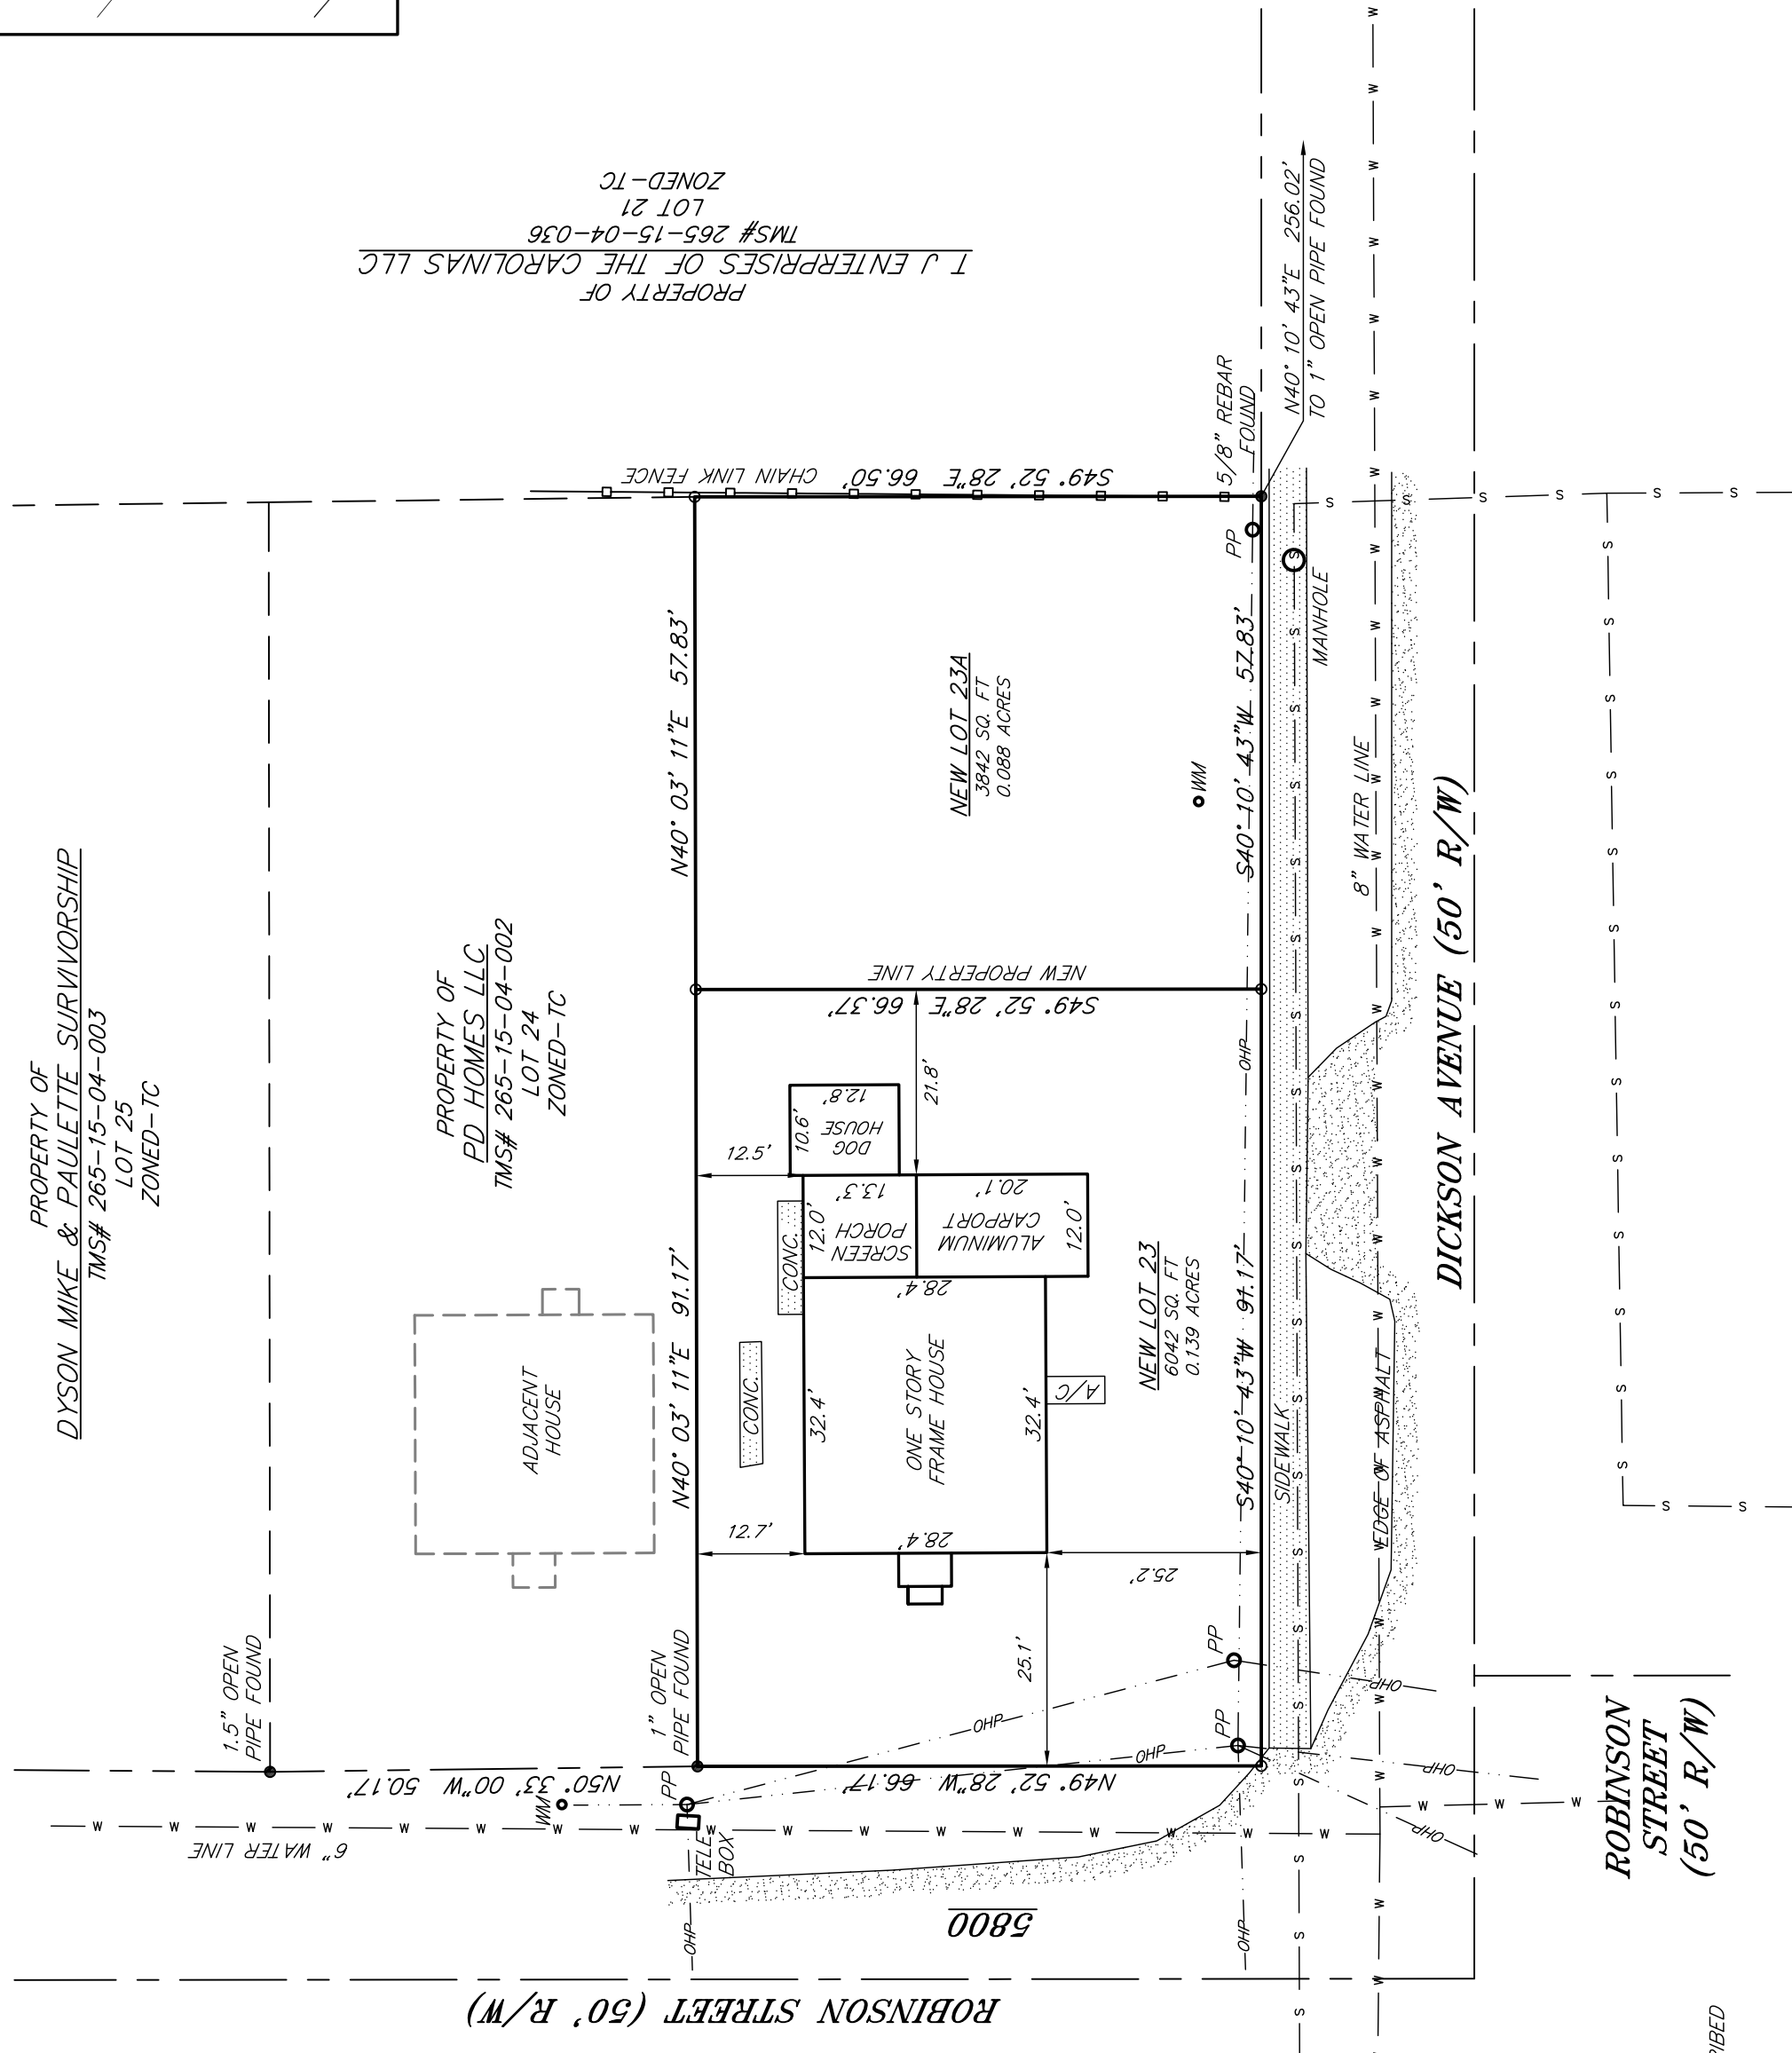 PROPERTY OF
T J ENTERPRISES OF THE CAROLINAS LLC
TMS# 265-15-04-036
LOT 21
ZONED-TC
N40° 10' 43"E 256.02'
TO 1" OPEN PIPE FOUND
5/8" REBAR
FOUND
CHAIN LINK FENCE
S49° 52' 28"E 66.50'
PP
MANHOLE
N40° 03' 11"E 57.83'
NEW LOT 23A
3842 SQ. FT
0.088 ACRES
S40° 10' 43"W 57.83'
WM
8" WATER LINE
DICKSON AVENUE (50' R/W)
PROPERTY OF
DYSON MIKE & PAULETTE SURVIVORSHIP
TMS# 265-15-04-003
LOT 25
ZONED-TC
PROPERTY OF
PD HOMES LLC
TMS# 265-15-04-002
LOT 24
ZONED-TC
NEW PROPERTY LINE
S49° 52' 28"E 66.37'
OHP
21.8'
12.8'
10.6'
DOG
HOUSE
12.5'
13.3'
12.0'
SCREEN
PORCH
20.1'
ALUMINUM
CARPORT
12.0'
CONC.
28.4'
N40° 03' 11"E 91.17'
ADJACENT
HOUSE
CONC.
32.4'
ONE STORY
FRAME HOUSE
32.4'
A/C
NEW LOT 23
6042 SQ. FT
0.139 ACRES
S40° 10' 43"W 91.17'
SIDEWALK
EDGE OF ASPHALT
12.7'
28.4'
25.2'
25.1'
1.5" OPEN
PIPE FOUND
1" OPEN
PIPE FOUND
PP
PP
OHP
OHP
OHP
OHP
OHP
N50° 33' 00"W 50.17'
N49° 52' 28"W 66.17'
WM
PP
TELE
BOX
6" WATER LINE
OHP
OHP
5800
ROBINSON
STREET
(50' R/W)
ROBINSON STREET (50' R/W)
W W W W W W W W W W W W W W W W W W W W W W W W W W W
S S S S S S S S S S S S S S S S S S S S S S S S S S S